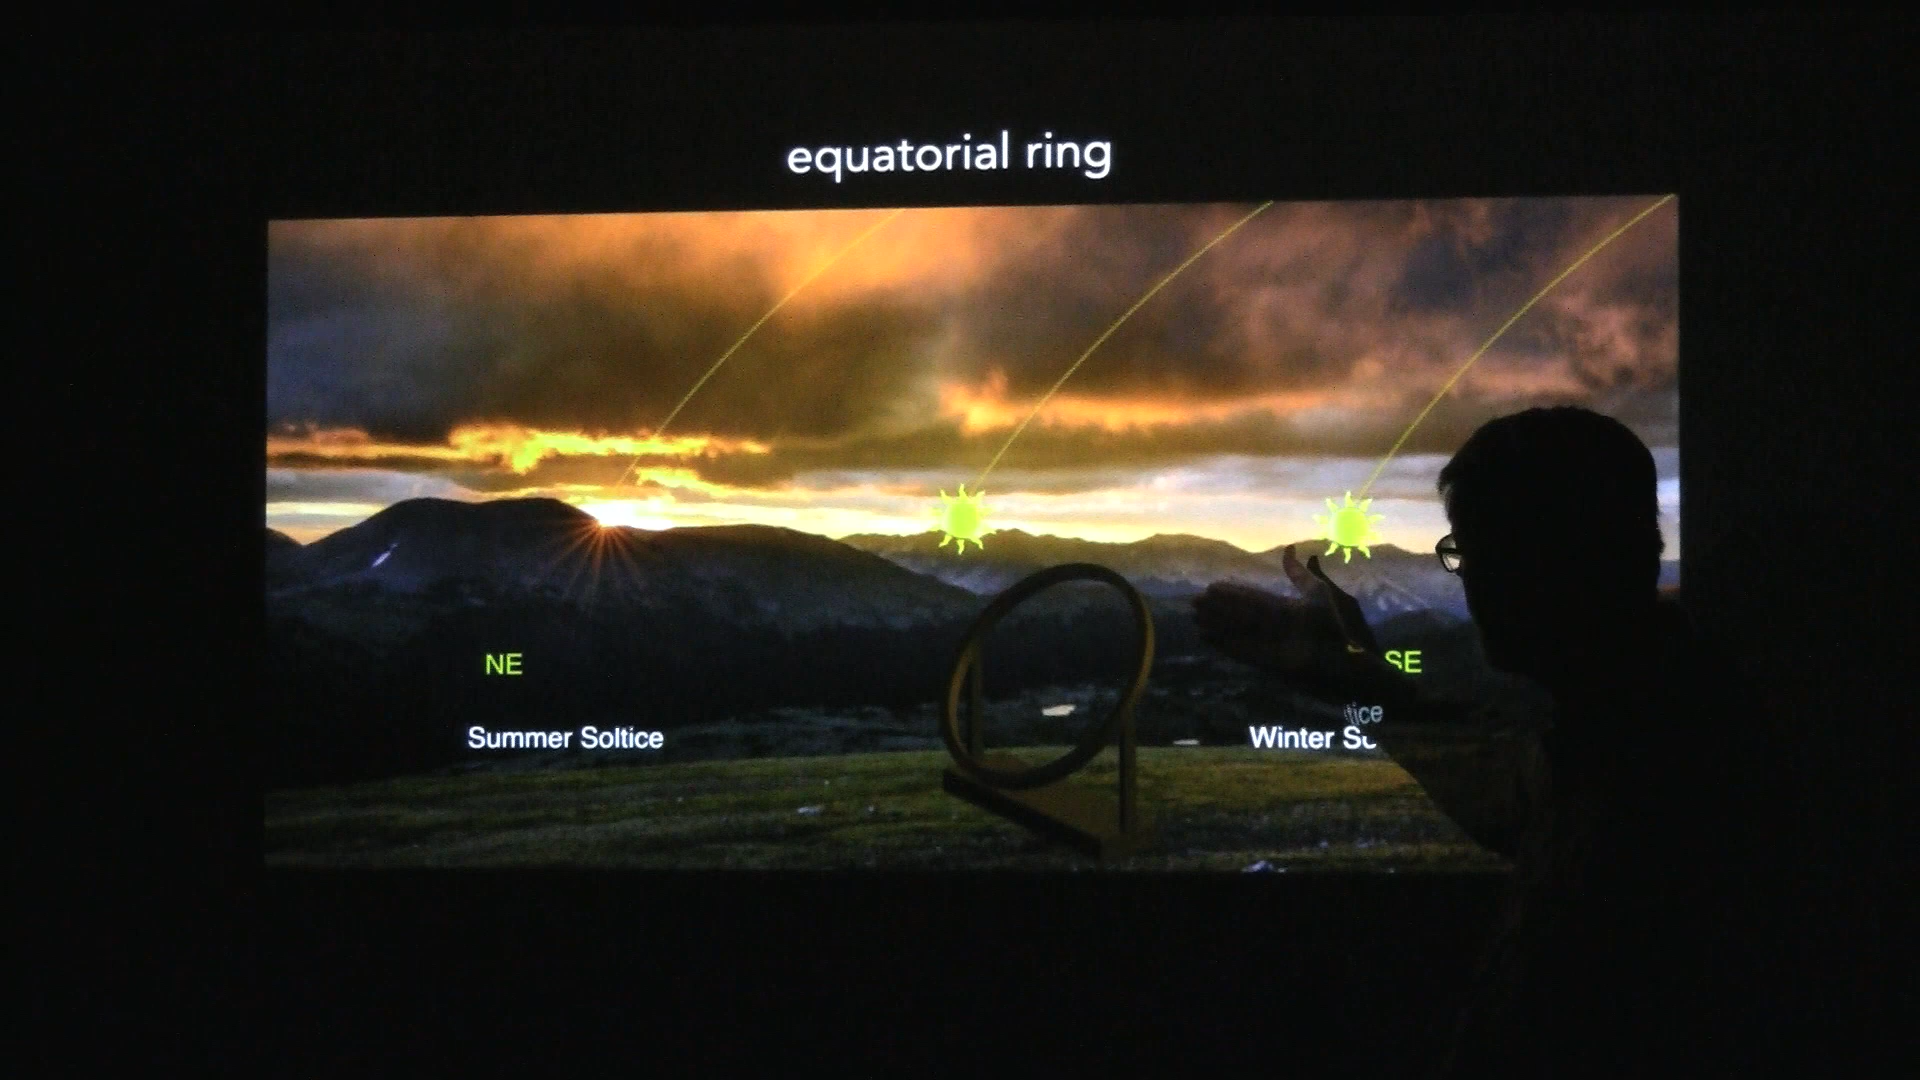 equatorial ring
NE
SE
Summer Soltice
Winter